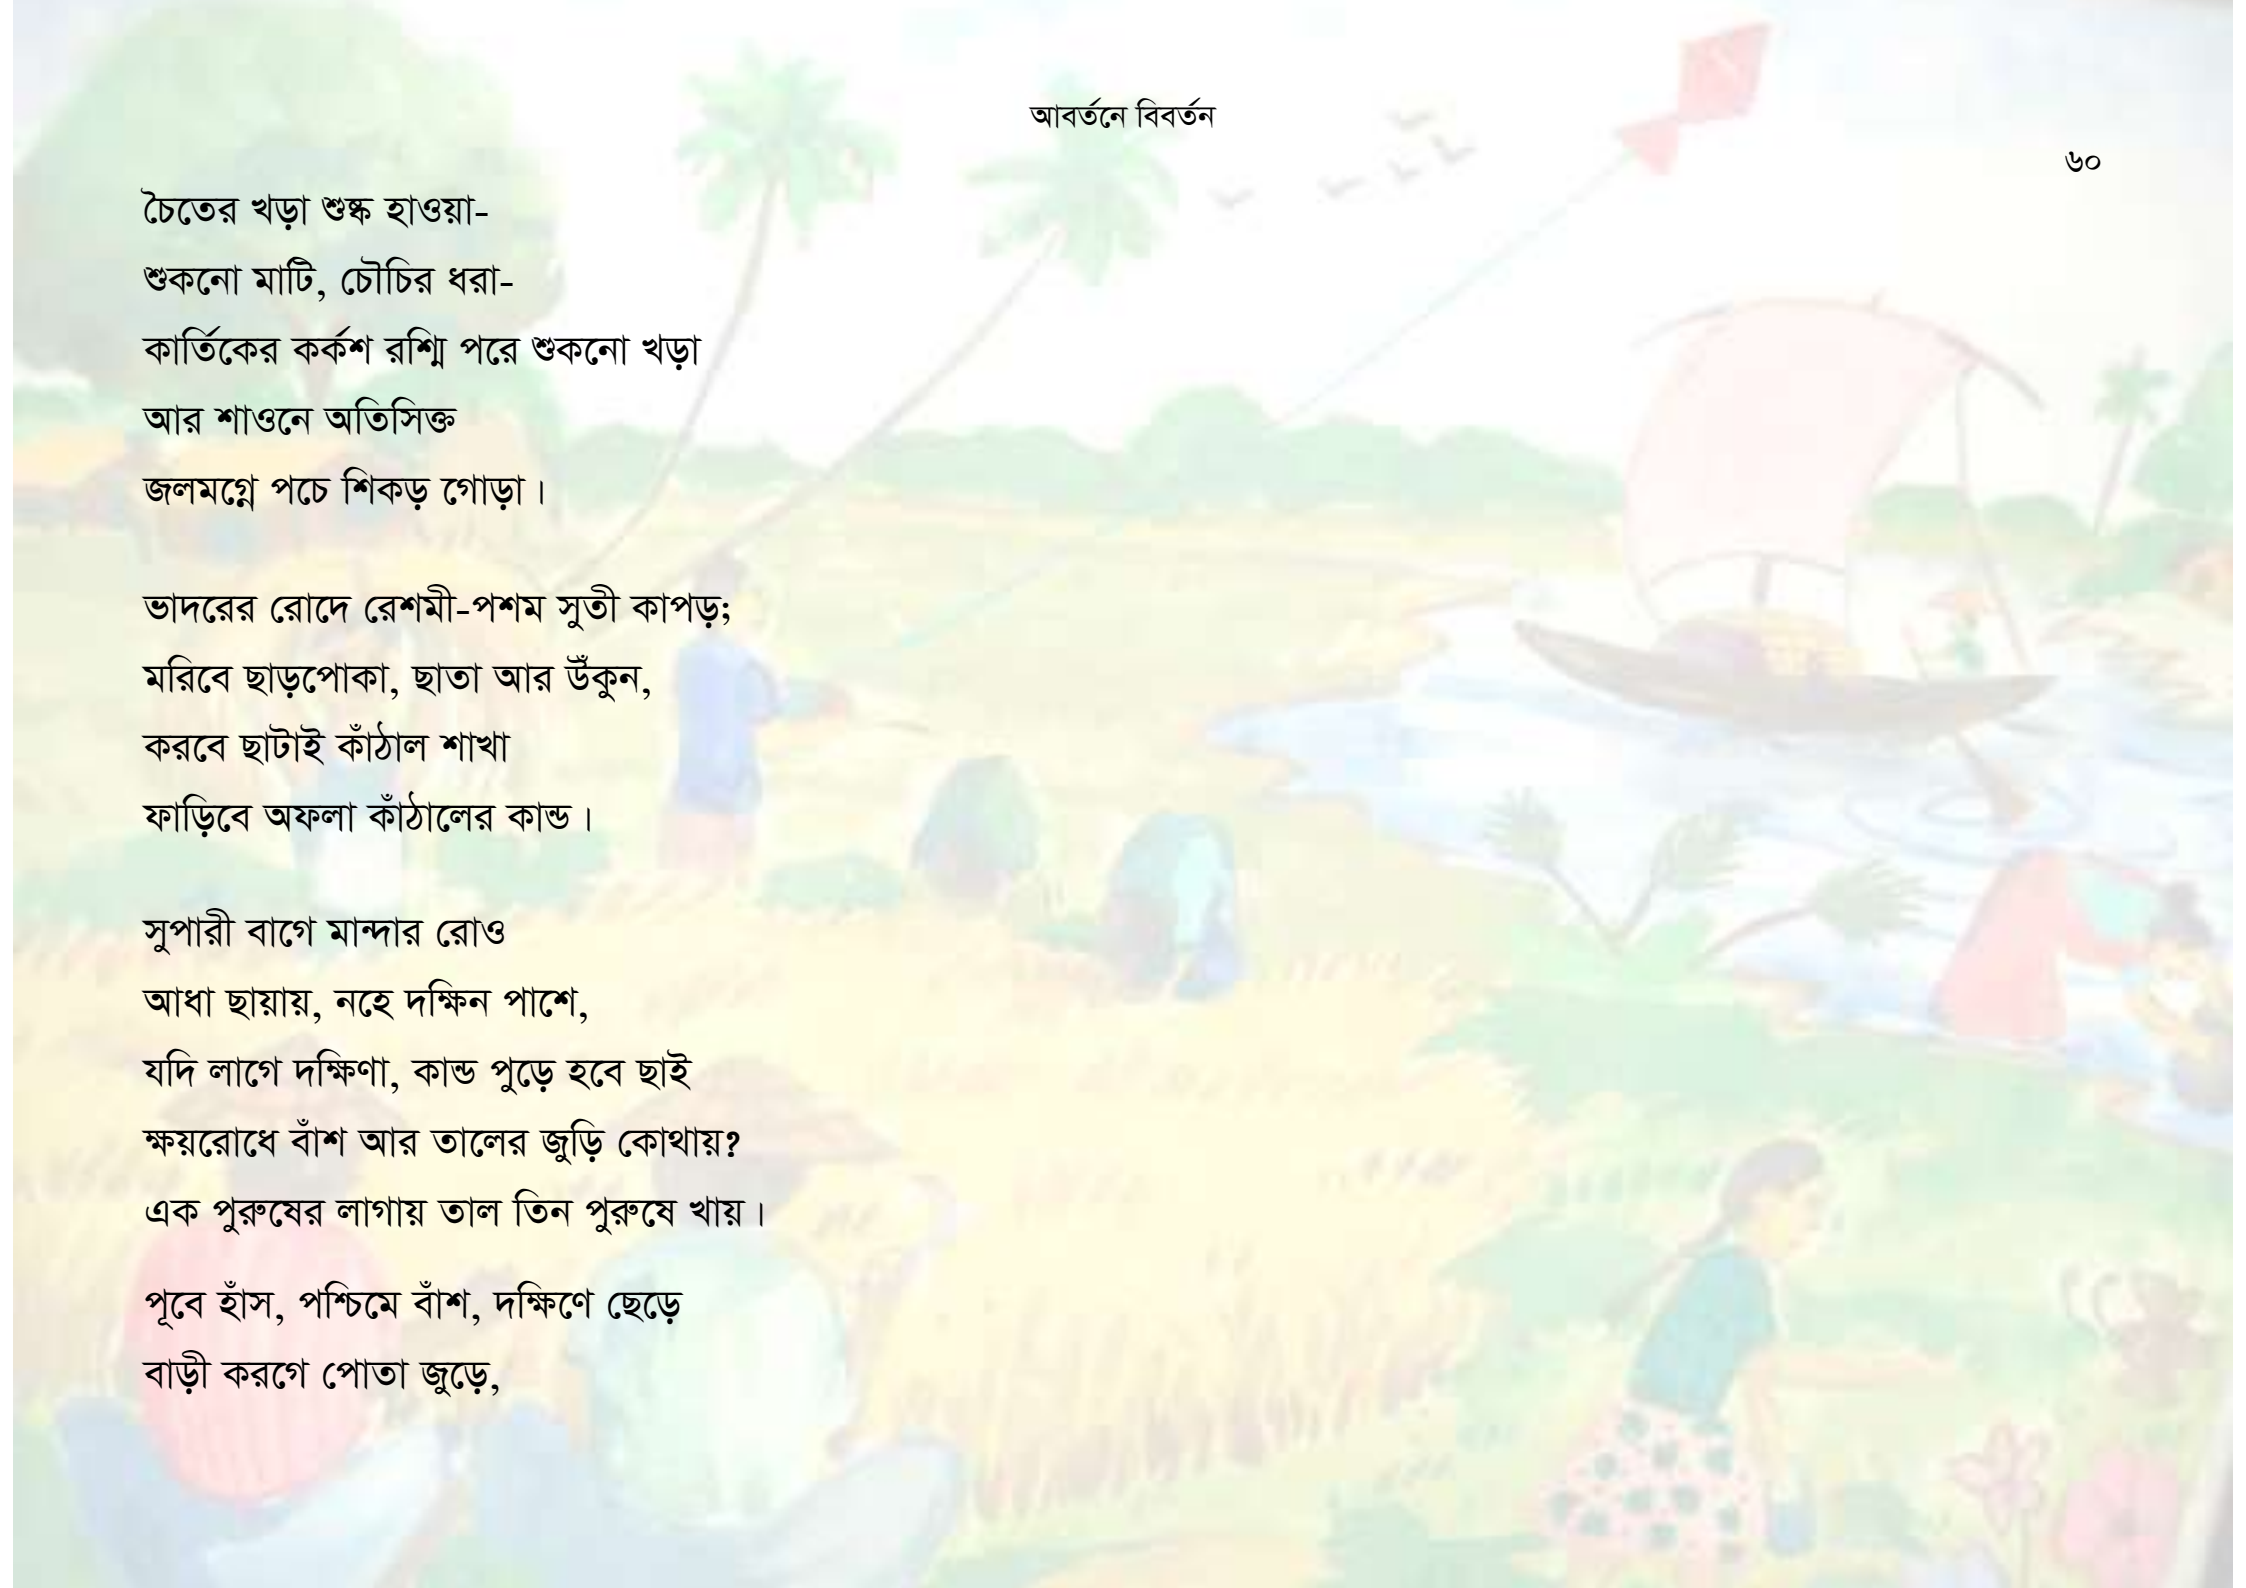 আবর্তনে বিবর্তন
৬০
চৈতের খড়া শুষ্ক হাওয়া-
শুকনো মাটি, চৌচির ধরা-
কার্তিকের কর্কশ রশ্মি পরে শুকনো খড়া
আর শাওনে অতিসিক্ত
জলমগ্নে পচে শিকড় গোড়া।
ভাদরের রোদে রেশমী-পশম সুতী কাপড়;
মরিবে ছাড়পোকা, ছাতা আর উঁকুন,
করবে ছাটাই কাঁঠাল শাখা
ফাড়িবে অফলা কাঁঠালের কান্ড।
সুপারী বাগে মান্দার রোও
আধা ছায়ায়, নহে দক্ষিন পাশে,
যদি লাগে দক্ষিণা, কান্ড পুড়ে হবে ছাই
ক্ষয়রোধে বাঁশ আর তালের জুড়ি কোথায়?
এক পুরুষের লাগায় তাল তিন পুরুষে খায়।
পূবে হাঁস, পশ্চিমে বাঁশ, দক্ষিণে ছেড়ে
বাড়ী করগে পোতা জুড়ে,